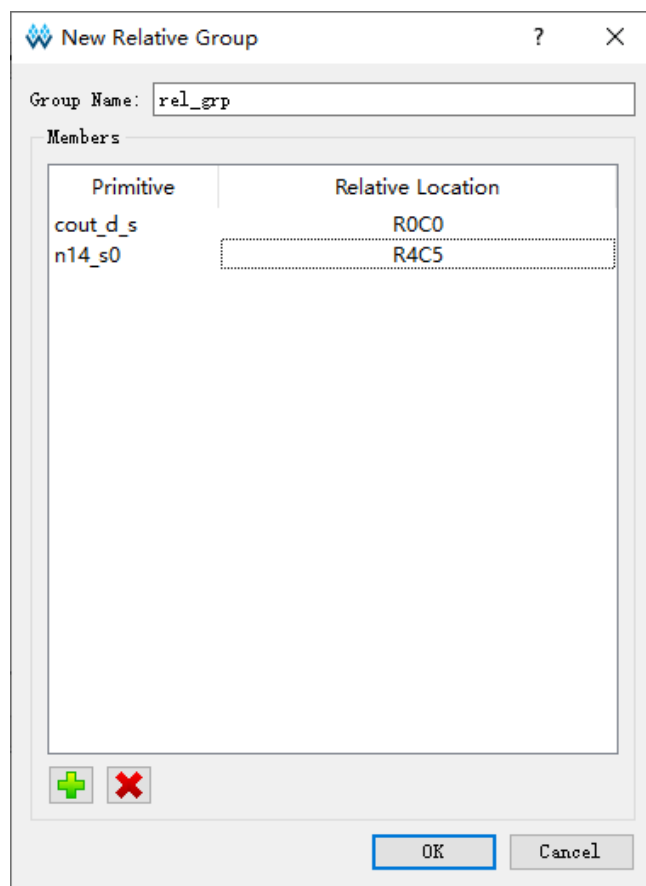 New Relative Group ?
Group Name: rel_grp
Members
Primitive Relative Location
cout_d_s R0C0
n14_s0 R4C5
OK Cancel